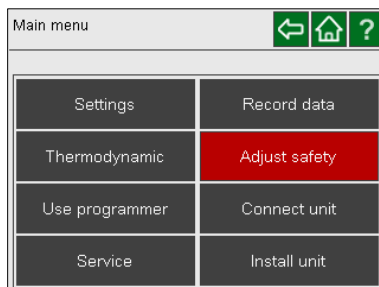 Main menu ?
Settings Record data
Thermodynamic Adjust safety
Use programmer Connect unit
Service Install unit